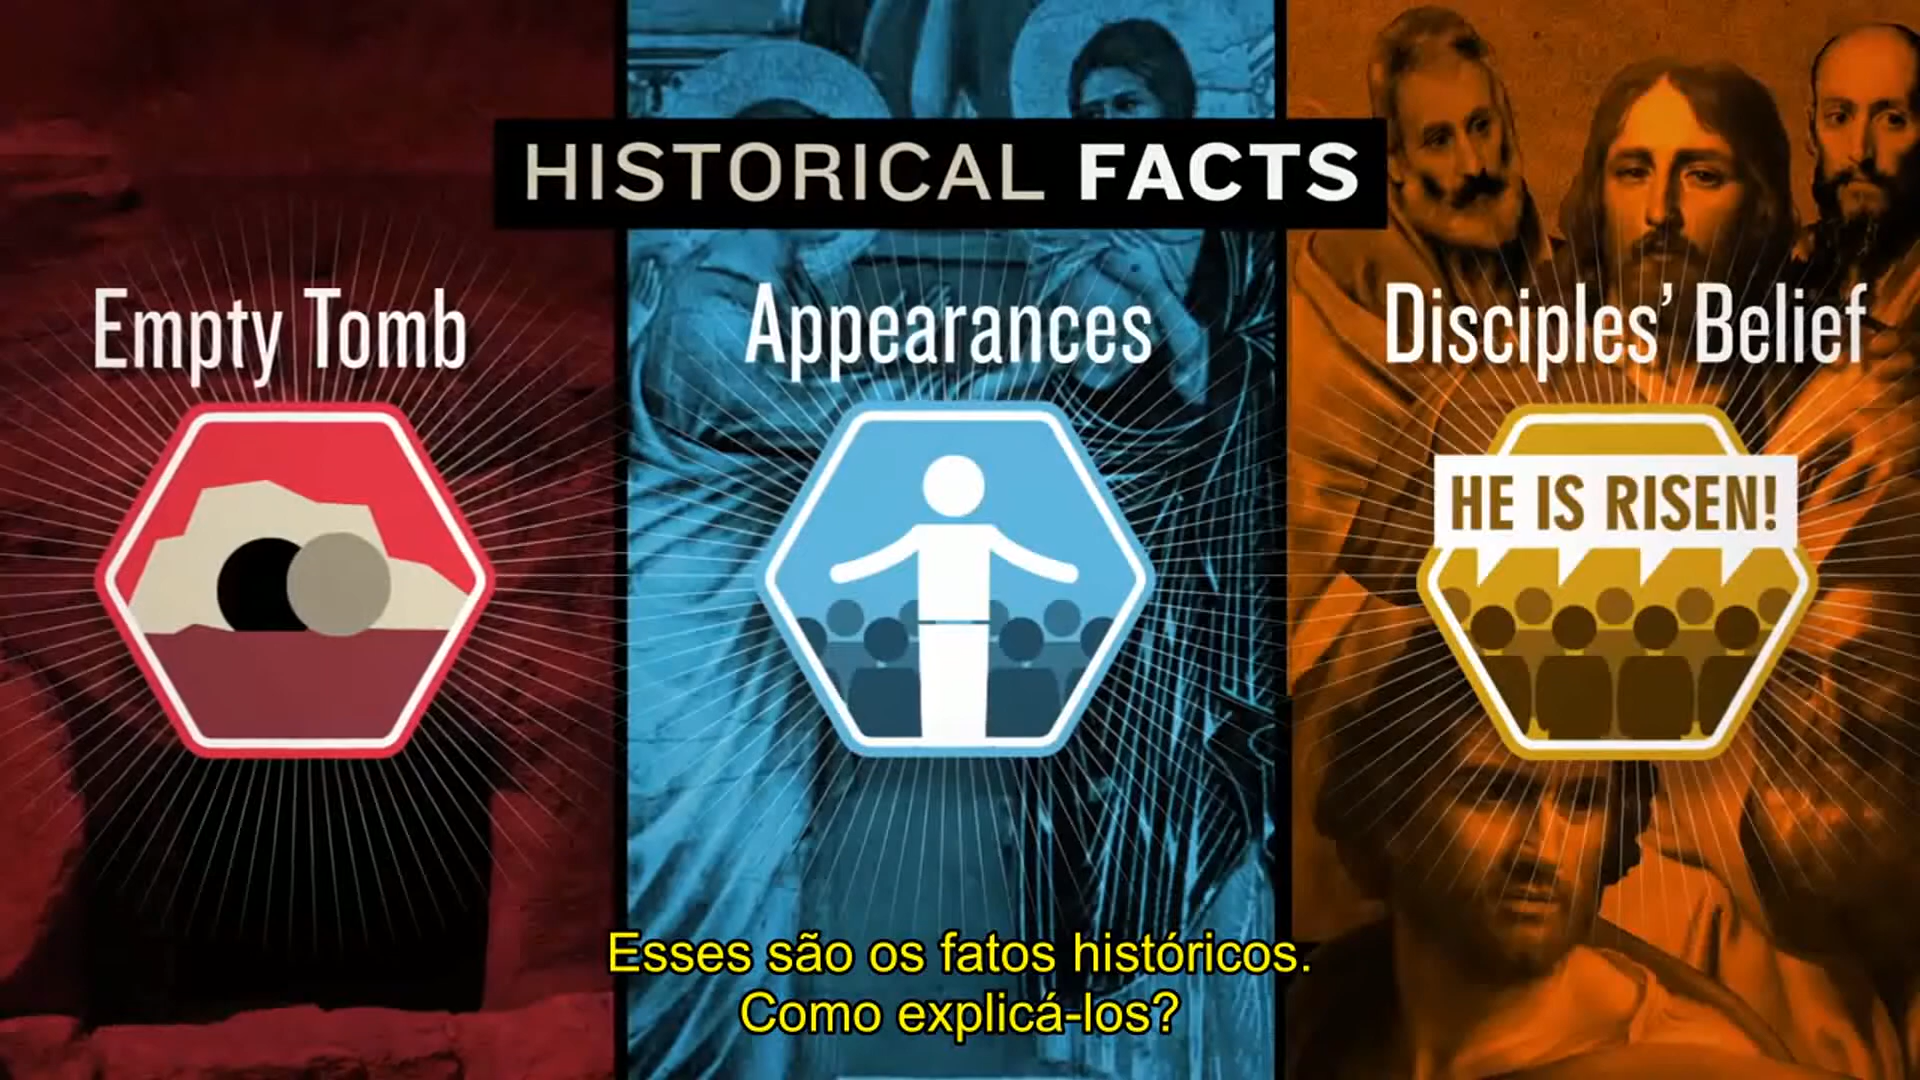 HISTORICAL FACTS
Empty Tomb
Appearances
Disciples’ Belief
HE IS RISEN!
Esses são os fatos históricos.
Como explicá-los?